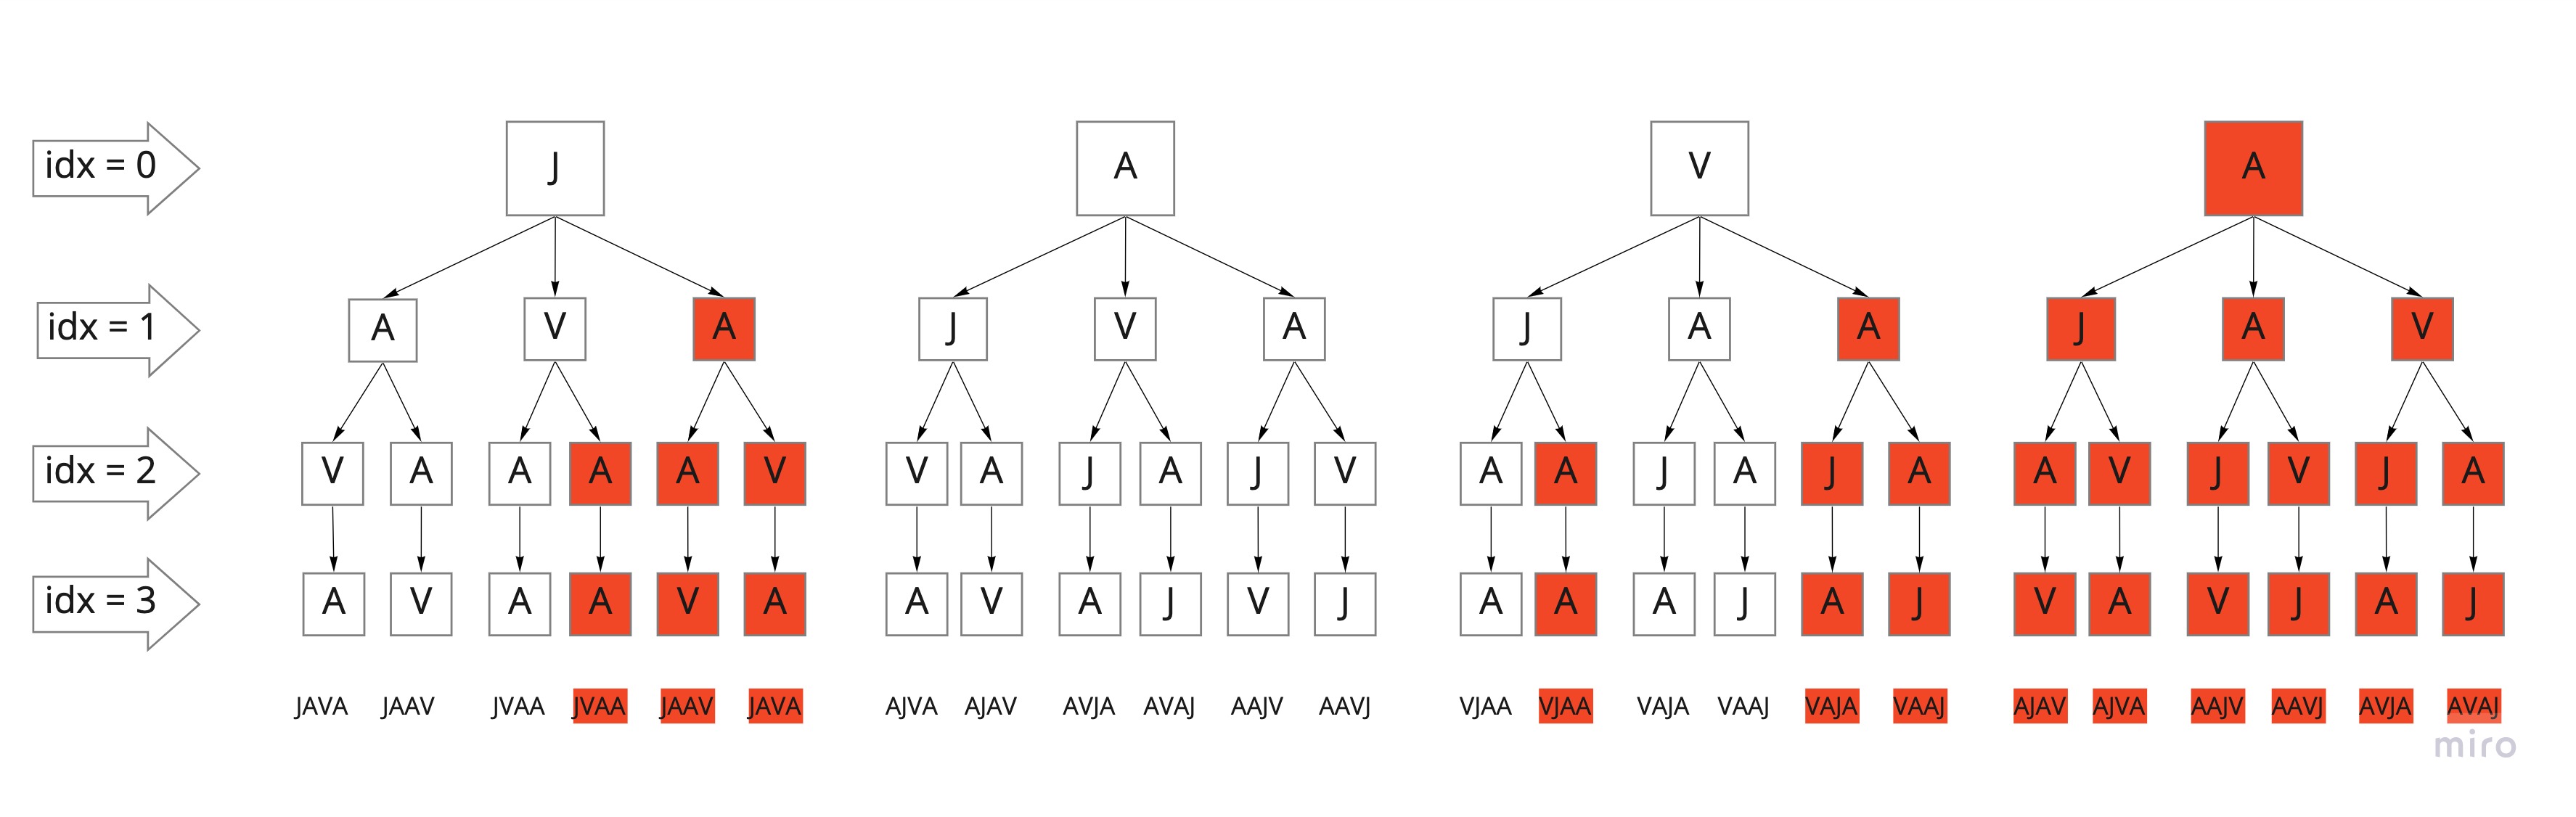 idx = 0 J A V A
idx = 1 A V A J V A J A A J A V
idx = 2 V A A A A V V A J A J V A A J A J A A V J V J A
idx = 3 A V A A V A A V A J V J A A A J A J V A V J A J
JAVA JAAV JVAA JVAA JAAV JAVA AJVA AJAV AVJA AVAJ AAJV AAVJ VJAA VJAA VAJA VAAJ VAJA VAAJ AJAV AJVA AAJV AAVJ AVJA AVAJ
miro